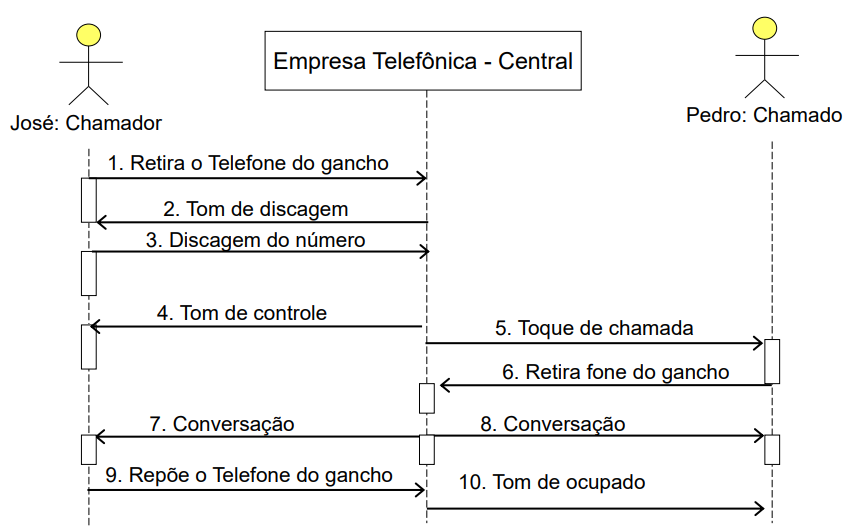 Empresa Telefônica - Central
José: Chamador
Pedro: Chamado
1. Retira o Telefone do gancho
2. Tom de discagem
3. Discagem do número
4. Tom de controle
5. Toque de chamada
6. Retira fone do gancho
7. Conversação
8. Conversação
9. Repõe o Telefone do gancho
10. Tom de ocupado